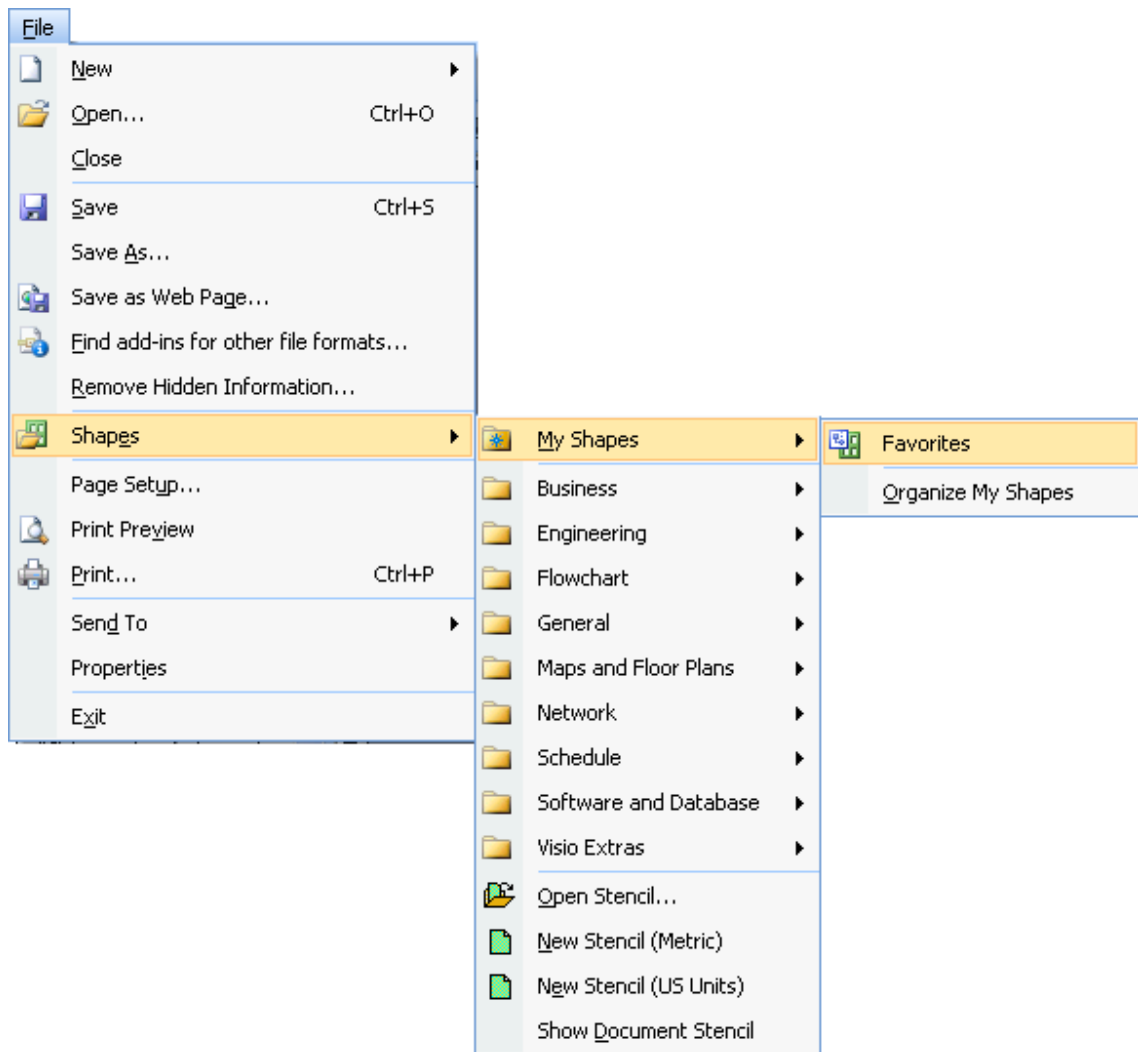 File
New
Open... Ctrl+O
Close
Save Ctrl+S
Save As...
Save as Web Page...
Find add-ins for other file formats...
Remove Hidden Information...
Shapes
Page Setup...
Print Preview
Print... Ctrl+P
Send To
Properties
Exit
My Shapes
Business
Engineering
Flowchart
General
Maps and Floor Plans
Network
Schedule
Software and Database
Visio Extras
Open Stencil...
New Stencil (Metric)
New Stencil (US Units)
Show Document Stencil
Favorites
Organize My Shapes